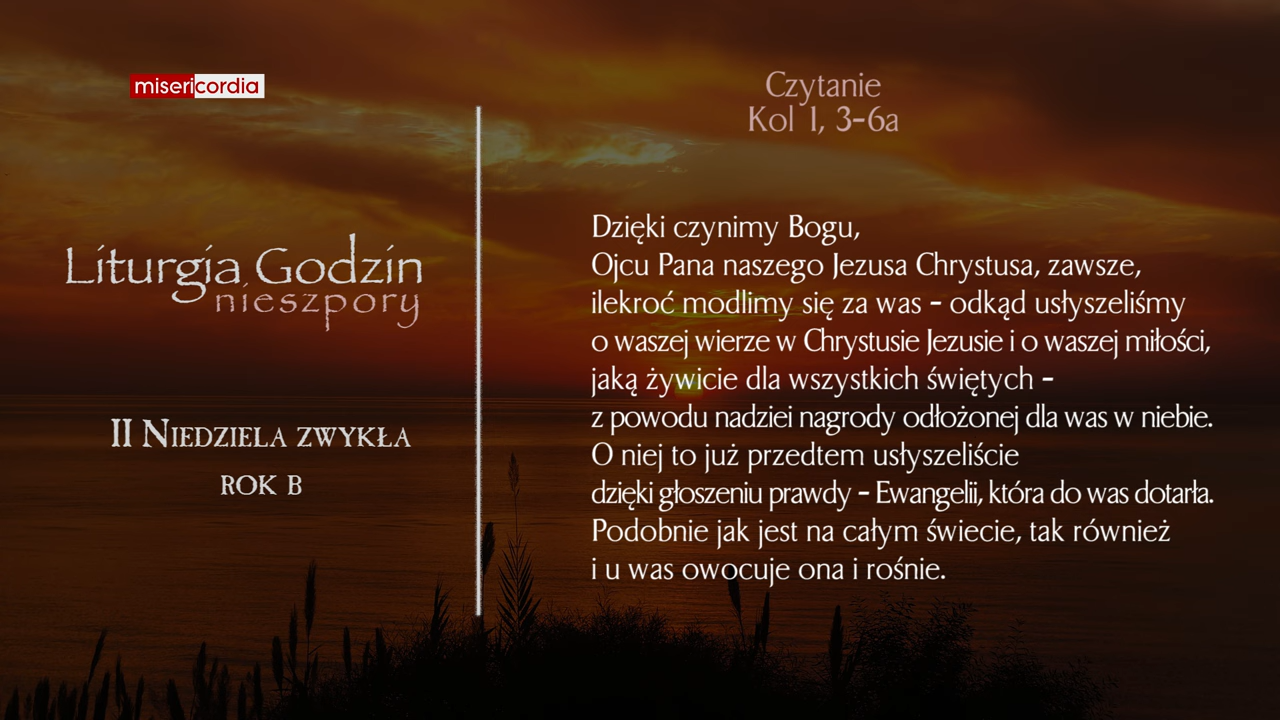 misericordia
Liturgia Godzin
nieszpory
II Niedziela zwykła
rok B
Czytanie
Kol 1, 3-6a
Dzięki czynimy Bogu,
Ojcu Pana naszego Jezusa Chrystusa, zawsze,
ilekroć modlimy się za was – odkąd usłyszeliśmy
o waszej wierze w Chrystusie Jezusie i o waszej miłości,
jaką żywicie dla wszystkich świętych –
z powodu nadziei nagrody odłożonej dla was w niebie.
O niej to już przedtem usłyszeliście
dzięki głoszeniu prawdy – Ewangelii, która do was dotarła.
Podobnie jak jest na całym świecie, tak również
i u was owocuje ona i rośnie.